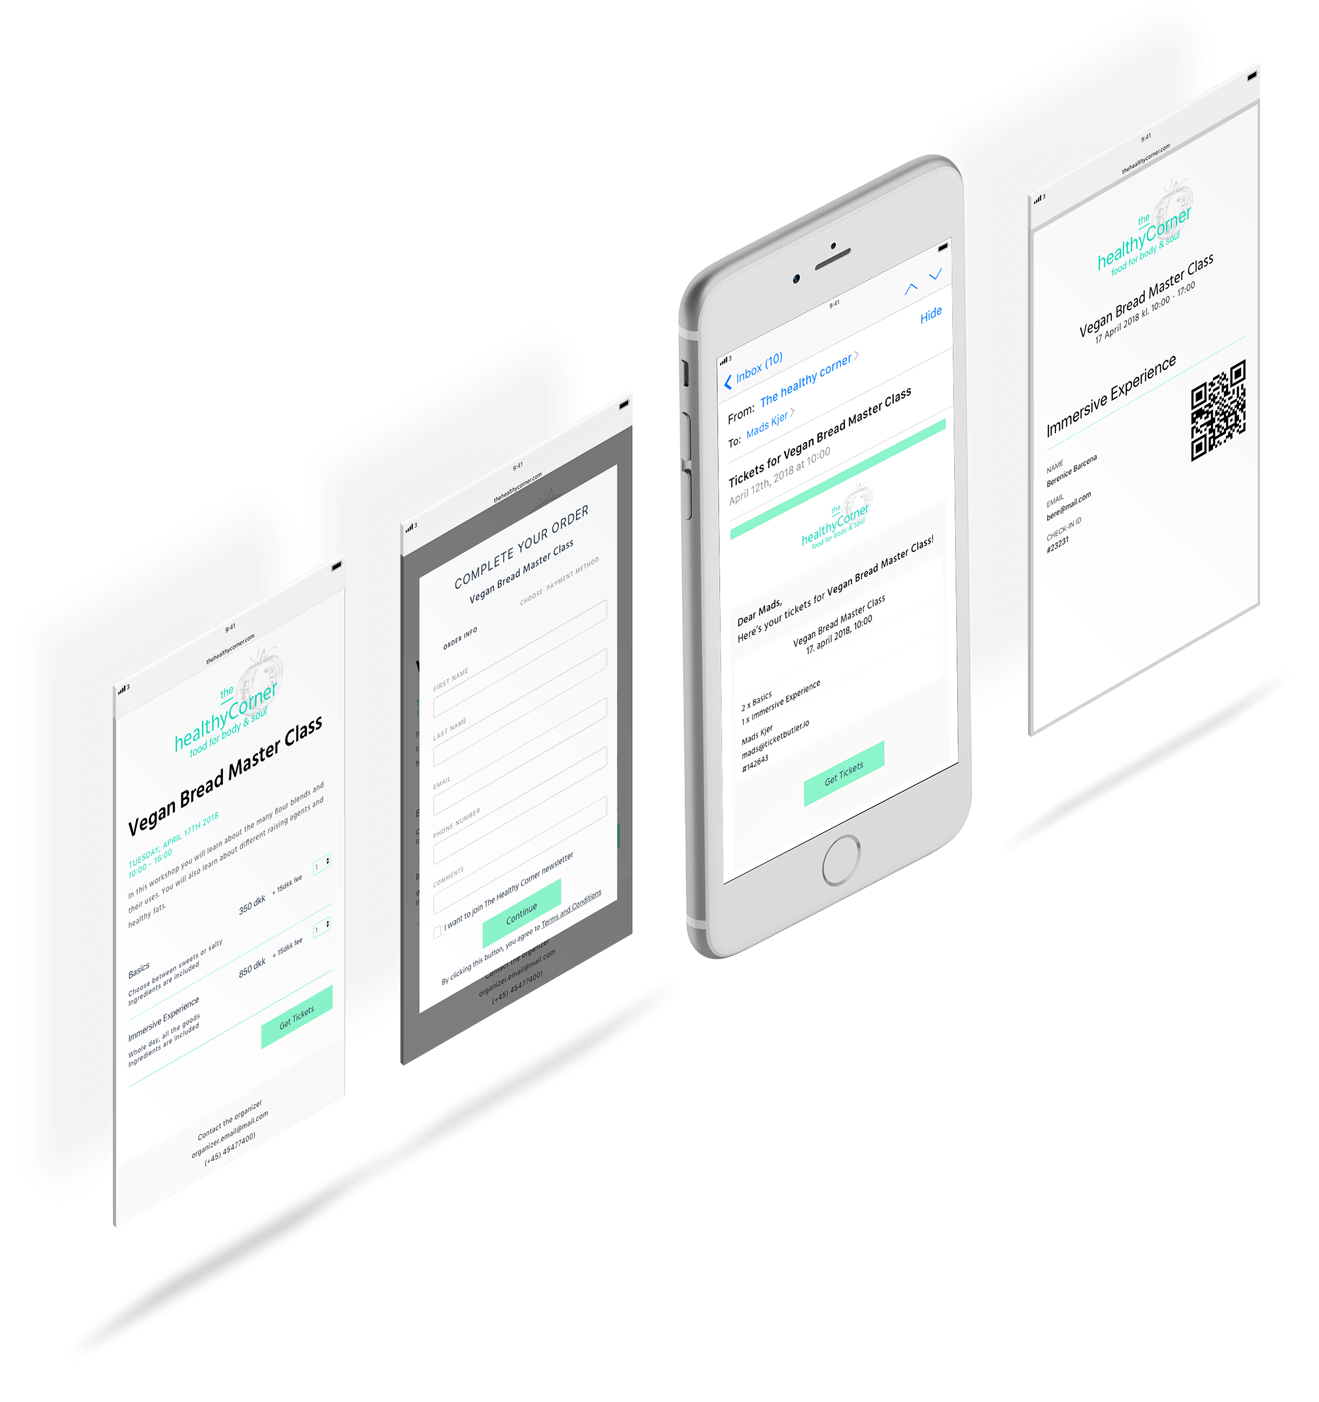 3
9:41
thehealthycorner.com
the
healthyCorner
food for body & soul
Vegan Bread Master Class
TUESDAY, APRIL 17TH 2018
10:00 - 16:00
In this workshop you will learn about the many flour blends and
their uses. You will also learn about different raising agents and
healthy fats.
350 dkk + 15dkk fee 1
Basics
Choose between sweets or salty
Ingredients are included
850 dkk + 15dkk fee 1
Immersive Experience
Whole day, all the goods
Ingredients are included
Get Tickets
Contact the organizer
organizer.email@mail.com
(+45) 45477400)
3
9:41
thehealthycorner.com
COMPLETE YOUR ORDER
Vegan Bread Master Class
CHOOSE PAYMENT METHOD
ORDER INFO
FIRST NAME
LAST NAME
EMAIL
PHONE NUMBER
COMMENTS
I want to join The Healthy Corner newsletter
Continue
By clicking this button, you agree to Terms and Conditions
Contact the organizer
organizer.email@mail.com
(+45) 45477400)
3
9:41
Inbox (10)
From: The healthy corner
Hide
To: Mads Kjer
Tickets for Vegan Bread Master Class
April 12th, 2018 at 10:00
the
healthyCorner
food for body & soul
Dear Mads,
Here's your tickets for Vegan Bread Master Class!
Vegan Bread Master Class
17. april 2018, 10:00
2 x Basics
1 x Immersive Experience
Mads Kjer
mads@ticketbutler.io
#142643
Get Tickets
3
9:41
thehealthycorner.com
the
healthyCorner
food for body & soul
Vegan Bread Master Class
17 April 2018 kl. 10:00 - 17:00
Immersive Experience
NAME
Berenice Barcena
EMAIL
bere@mail.com
CHECK-IN ID
#23231